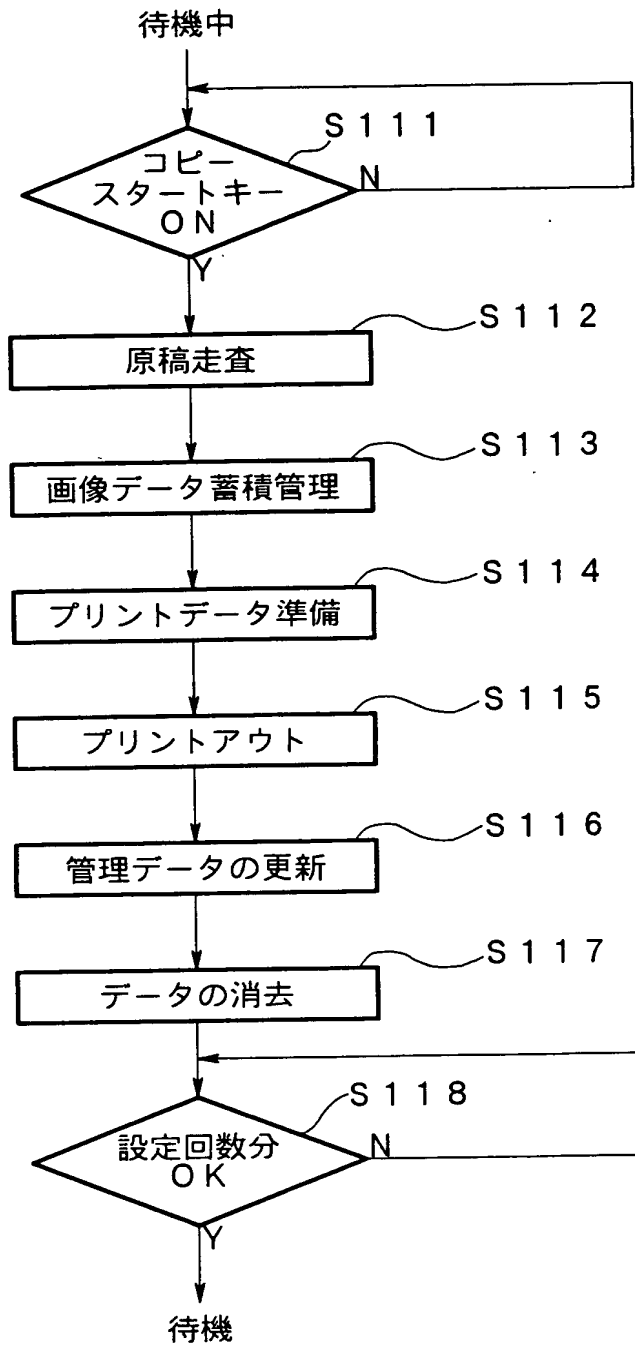 待機中
S111
コピー
スタートキー
ON
N
Y
S112
原稿走査
S113
画像データ蓄積管理
S114
プリントデータ準備
S115
プリントアウト
S116
管理データの更新
S117
データの消去
S118
設定回数分
OK
N
Y
待機